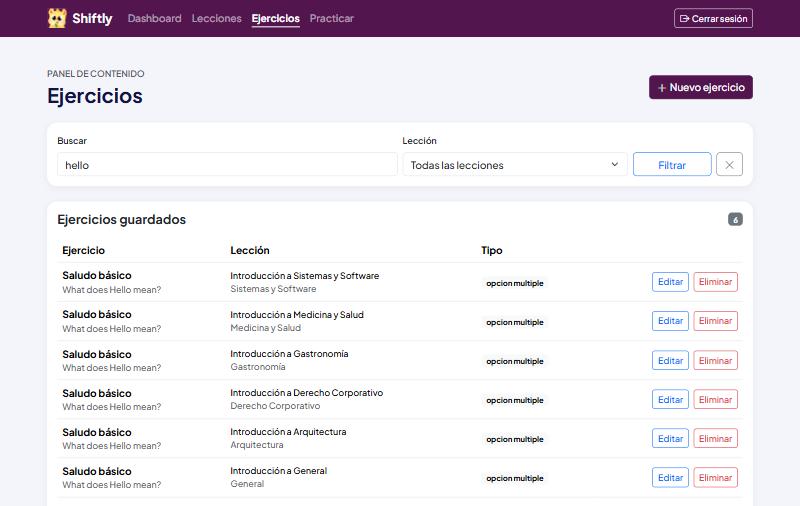 Shiftly Dashboard Lecciones Ejercicios Practicar Cerrar sesión
PANEL DE CONTENIDO
Ejercicios
+ Nuevo ejercicio
Buscar Lección
hello Todas las lecciones Filtrar
Ejercicios guardados 6
Ejercicio Lección Tipo
Saludo básico Introducción a Sistemas y Software opcion multiple Editar Eliminar
What does Hello mean? Sistemas y Software
Saludo básico Introducción a Medicina y Salud opcion multiple Editar Eliminar
What does Hello mean? Medicina y Salud
Saludo básico Introducción a Gastronomía opcion multiple Editar Eliminar
What does Hello mean? Gastronomía
Saludo básico Introducción a Derecho Corporativo opcion multiple Editar Eliminar
What does Hello mean? Derecho Corporativo
Saludo básico Introducción a Arquitectura opcion multiple Editar Eliminar
What does Hello mean? Arquitectura
Saludo básico Introducción a General opcion multiple Editar Eliminar
What does Hello mean? General